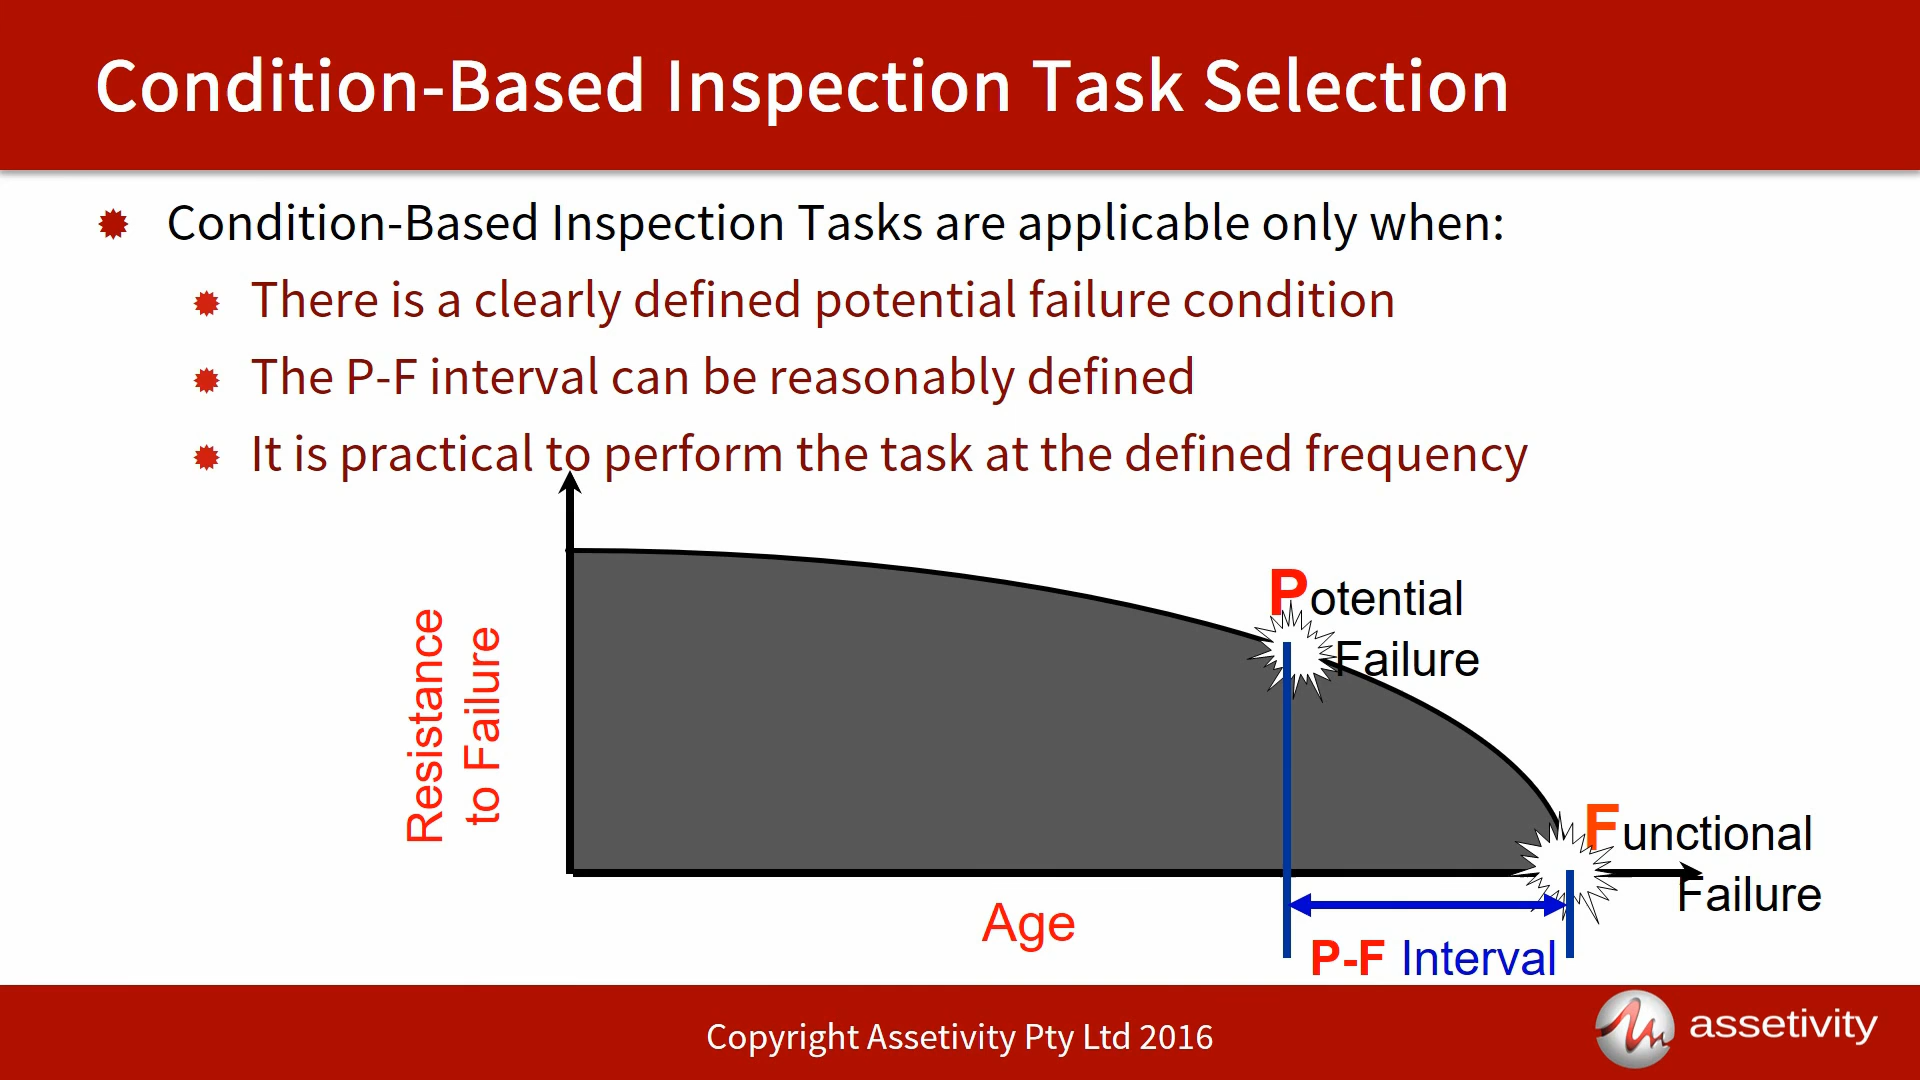 Condition-Based Inspection Task Selection
Condition-Based Inspection Tasks are applicable only when:
There is a clearly defined potential failure condition
The P-F interval can be reasonably defined
It is practical to perform the task at the defined frequency
Resistance
to Failure
Potential
Failure
Functional
Failure
Age
P-F Interval
Copyright Assetivity Pty Ltd 2016
assetivity